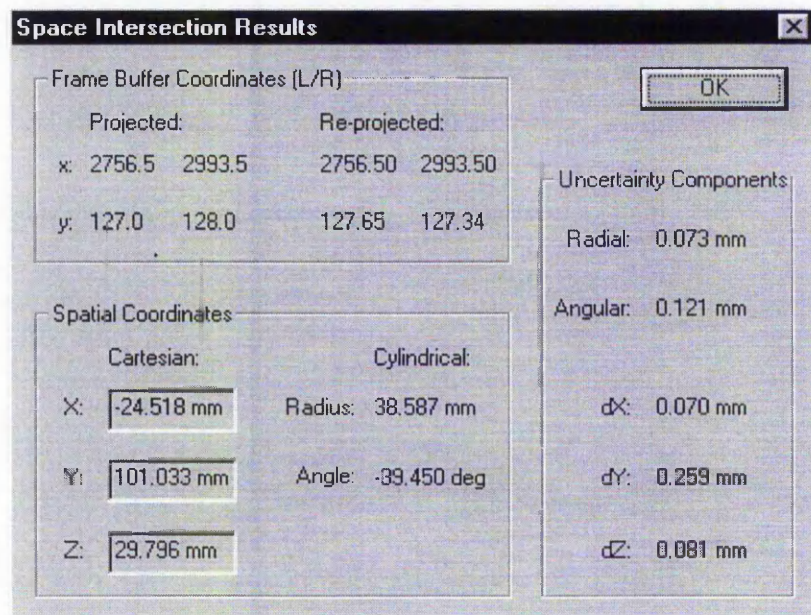 Space Intersection Results
Frame Buffer Coordinates (L/R)
Projected: Re-projected:
x: 2756.5 2993.5 2756.50 2993.50
y: 127.0 128.0 127.65 127.34
OK
Spatial Coordinates
Cartesian: Cylindrical:
X: -24.518 mm Radius: 38.587 mm
Y: 101.033 mm Angle: -39.450 deg
Z: 29.796 mm
Uncertainty Components
Radial: 0.073 mm
Angular: 0.121 mm
dX: 0.070 mm
dY: 0.259 mm
dZ: 0.081 mm